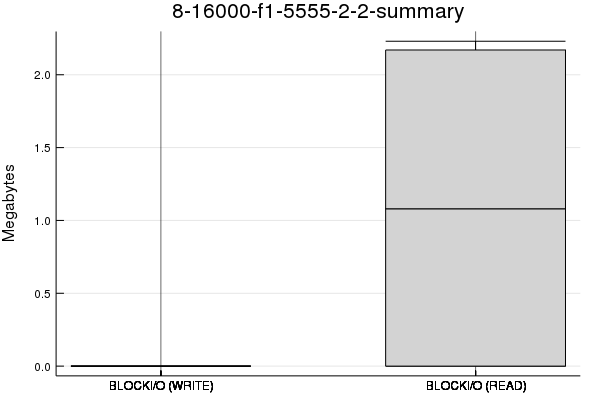 8-16000-f1-5555-2-2-summary
Megabytes
2.0
1.5
1.0
0.5
0.0
BLOCKI/O (WRITE)
BLOCKI/O (READ)